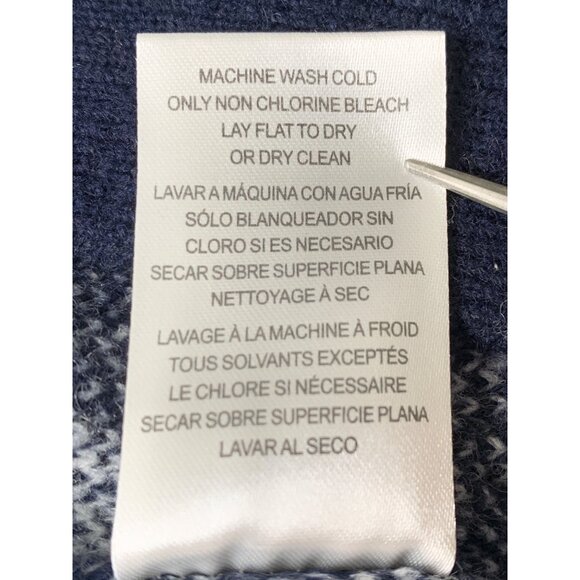 MACHINE WASH COLD
ONLY NON CHLORINE BLEACH
LAY FLAT TO DRY
OR DRY CLEAN
LAVAR A MÁQUINA CON AGUA FRÍA
SÓLO BLANQUEADOR SIN
CLORO SI ES NECESARIO
SECAR SOBRE SUPERFICIE PLANA
NETTOYAGE À SEC
LAVAGE À LA MACHINE À FROID
TOUS SOLVANTS EXCEPTÉS
LE CHLORE SI NÉCESSAIRE
SECAR SOBRE SUPERFICIE PLANA
LAVAR AL SECO